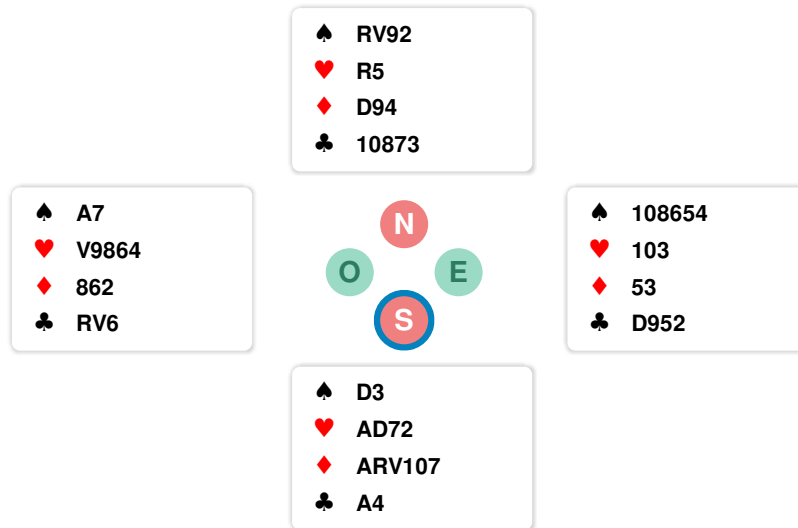 ♠ RV92
♥ R5
♦ D94
♣ 10873
♠ A7
♥ V9864
♦ 862
♣ RV6
N
O E
S
♠ 108654
♥ 103
♦ 53
♣ D952
♠ D3
♥ AD72
♦ ARV107
♣ A4